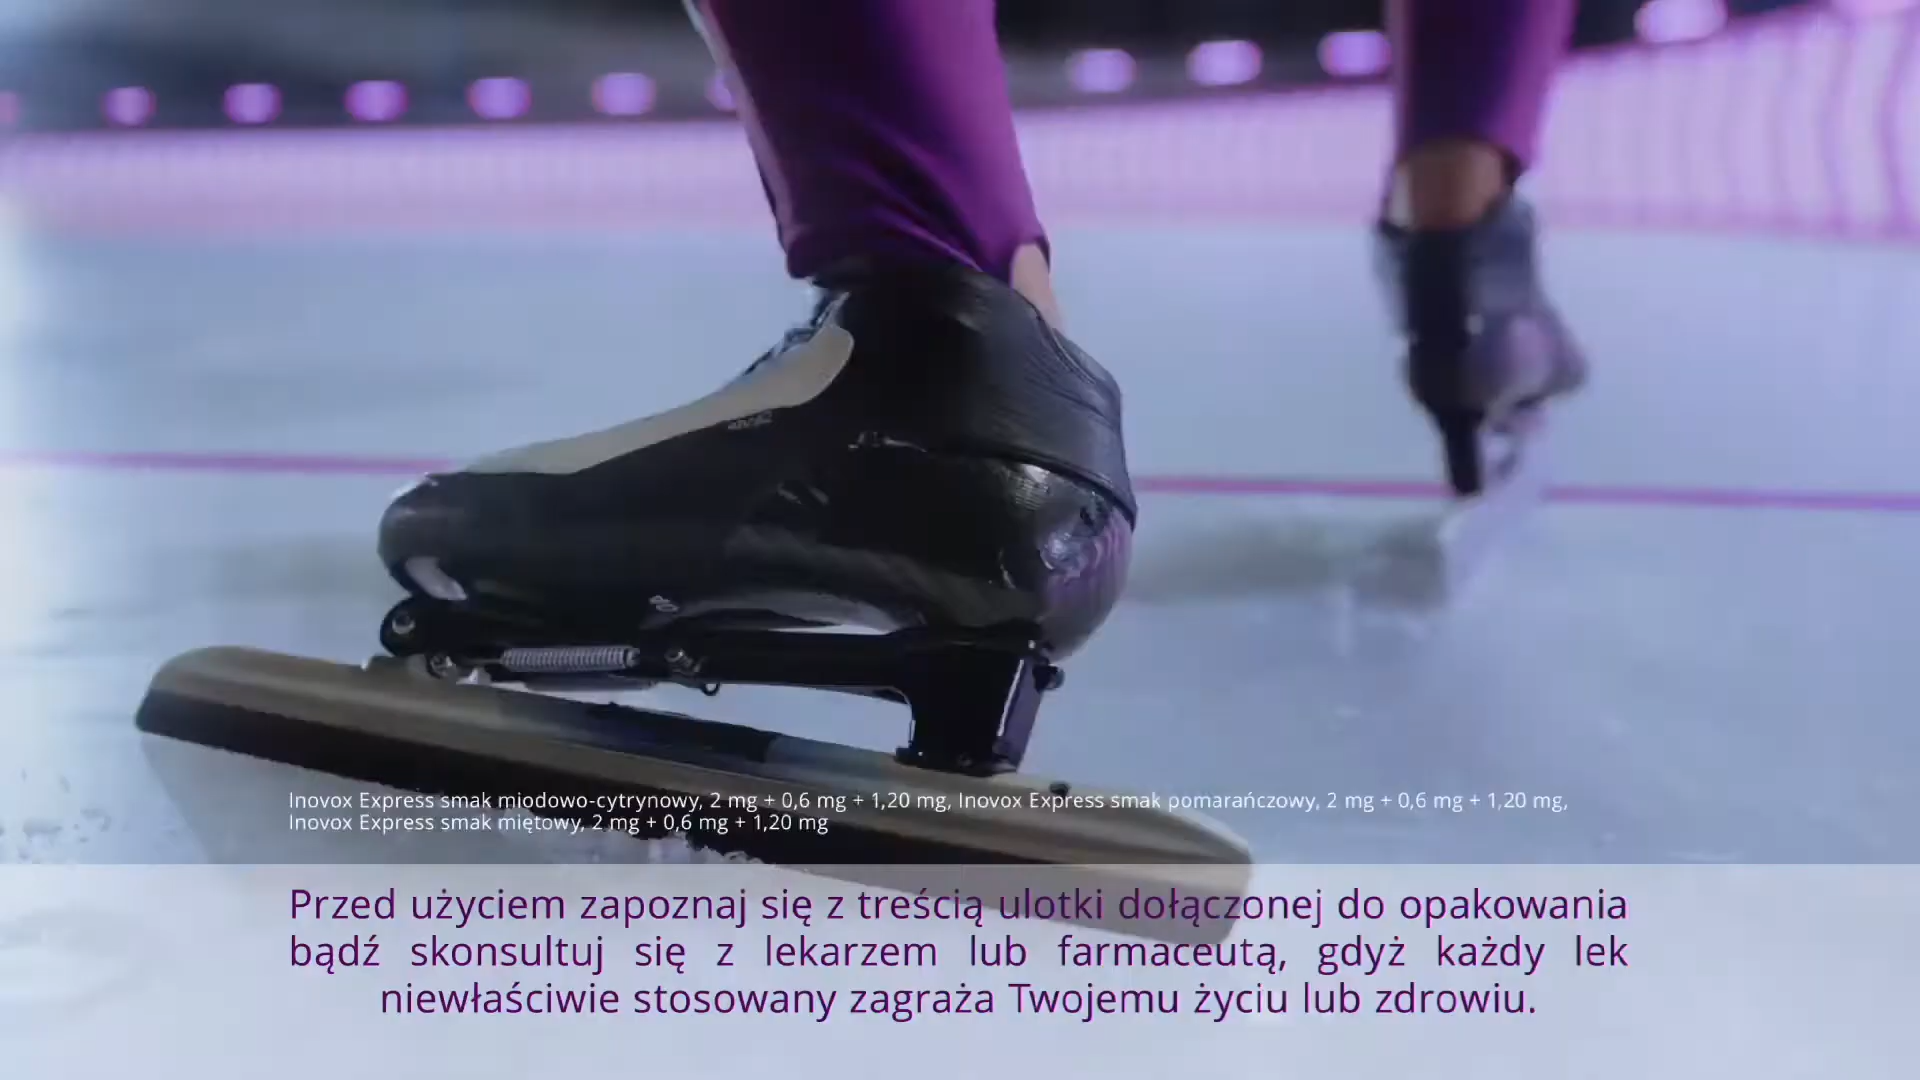 Inovox Express smak miodowo-cytrynowy, 2 mg + 0,6 mg + 1,20 mg, Inovox Express smak pomarańczowy, 2 mg + 0,6 mg + 1,20 mg,
Inovox Express smak miętowy, 2 mg + 0,6 mg + 1,20 mg
Przed użyciem zapoznaj się z treścią ulotki dołączonej do opakowania
bądź skonsultuj się z lekarzem lub farmaceutą, gdyż każdy lek
niewłaściwie stosowany zagraża Twojemu życiu lub zdrowiu.